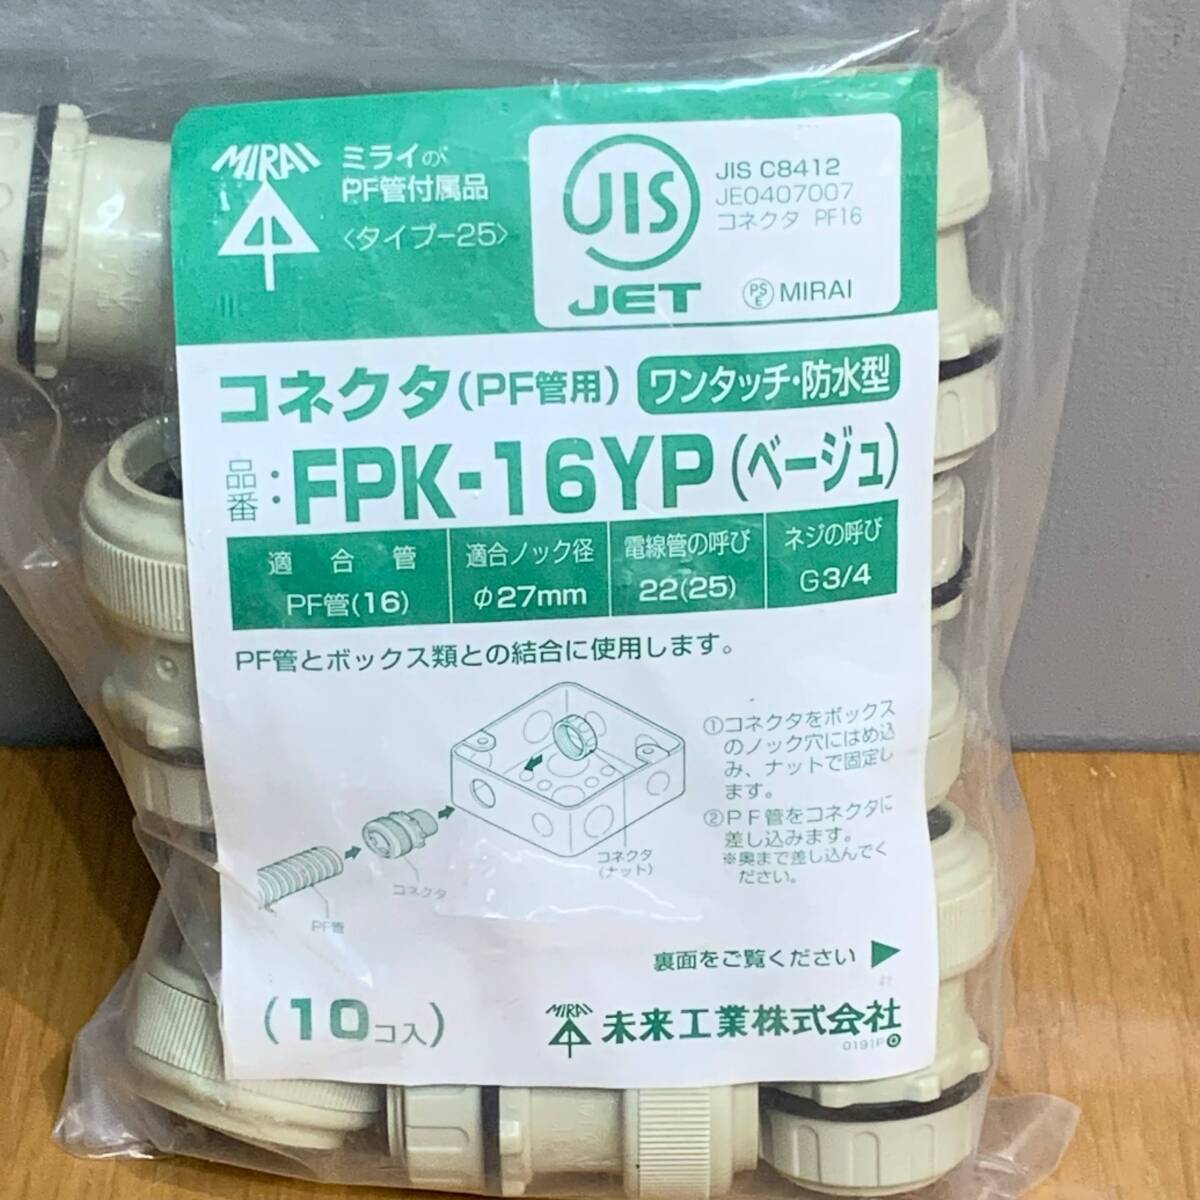 MIRAI
ミライの
PF管付属品
〈タイプ-25〉
JIS
JET
JIS C8412
JE0407007
コネクタ PF16
PS
E
MIRAI
コネクタ(PF管用) ワンタッチ・防水型
品番:FPK-16YP(ベージュ)
適合管 適合ノック径 電線管の呼び ネジの呼び
PF管(16) φ27mm 22(25) G3/4
PF管とボックス類との結合に使用します。
①コネクタをボックス
のノック穴にはめ込
み、ナットで固定し
ます。
②PF管をコネクタに
差し込みます。
※奥まで差し込んでく
ださい。
コネクタ
(ナット)
コネクタ
PF管
裏面をご覧ください ▶
(10コ入)
MIRAI
未来工業株式会社
0191P